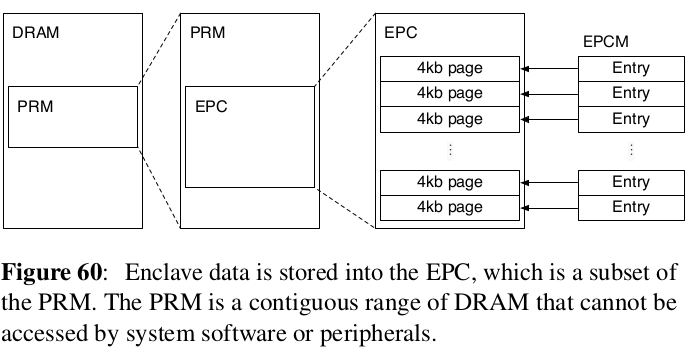 DRAM
PRM
PRM
EPC
EPC
4kb page
4kb page
4kb page
⋮
4kb page
4kb page
EPCM
Entry
Entry
Entry
⋮
Entry
Entry
Figure 60: Enclave data is stored into the EPC, which is a subset of
the PRM. The PRM is a contiguous range of DRAM that cannot be
accessed by system software or peripherals.